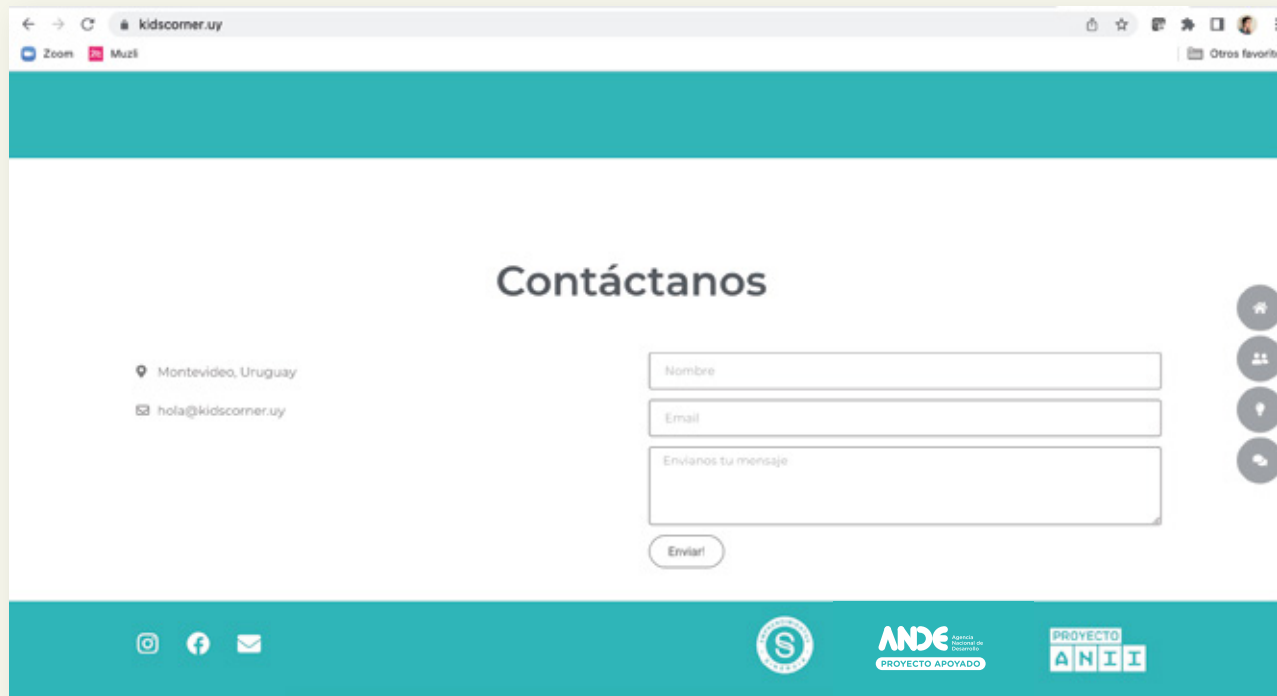 kidscorner.uy
Zoom Muzli
Otros favorit
Contáctanos
Montevideo, Uruguay
hola@kidscorner.uy
Nombre
Email
Envianos tu mensaje
Enviar!
S
ANDE Agencia
Nacional de
Desarrollo
PROYECTO APOYADO
PROYECTO
ANII